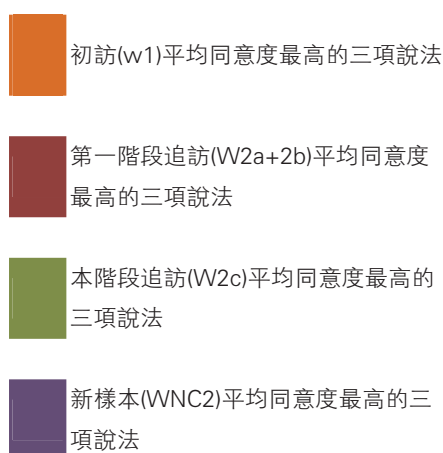 初訪(w1)平均同意度最高的三項說法
第一階段追訪(W2a+2b)平均同意度
最高的三項說法
本階段追訪(W2c)平均同意度最高的
三項說法
新樣本(WNC2)平均同意度最高的三
項說法